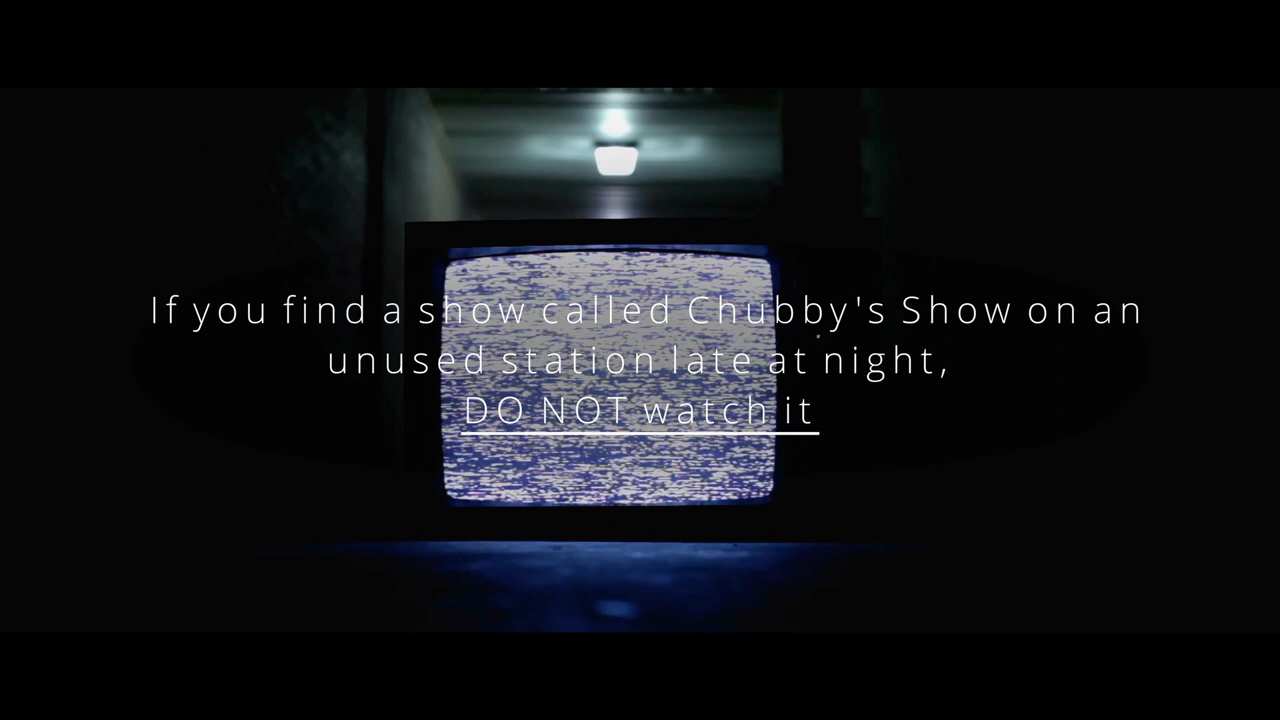 If you find a show called Chubby's Show on an
unused station late at night,
DO NOT watch it